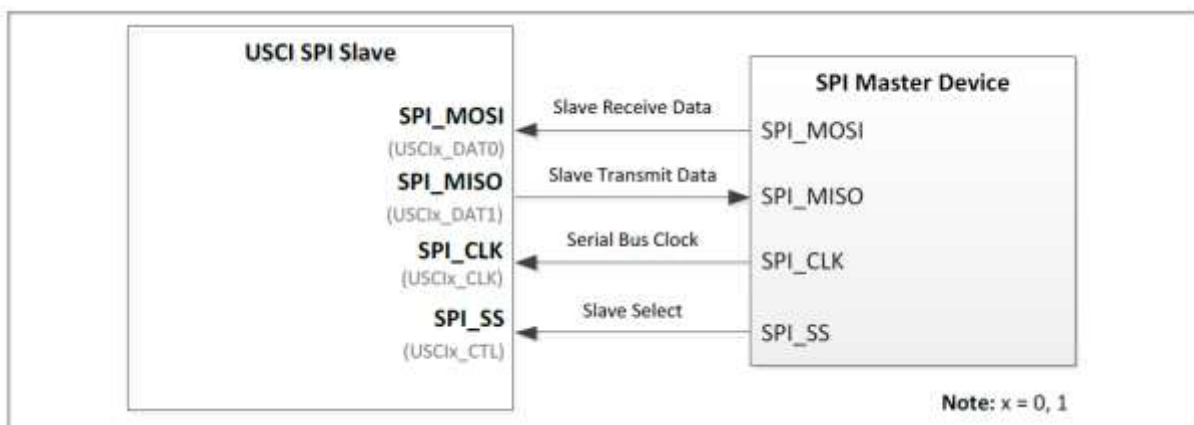 USCI SPI Slave
SPI_MOSI
(USCIx_DAT0)
SPI_MISO
(USCIx_DAT1)
SPI_CLK
(USCIx_CLK)
SPI_SS
(USCIx_CTL)
Slave Receive Data
Slave Transmit Data
Serial Bus Clock
Slave Select
SPI Master Device
SPI_MOSI
SPI_MISO
SPI_CLK
SPI_SS
Note: x = 0, 1